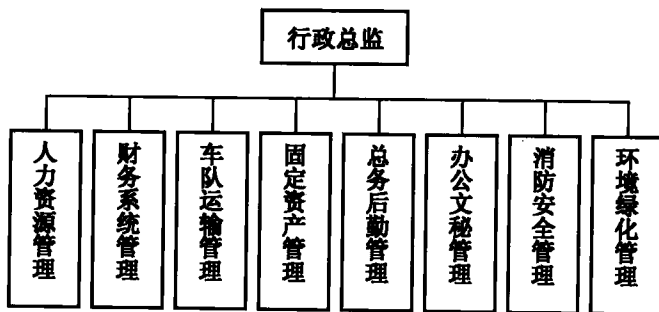 行政总监
人力资源管理
财务系统管理
车队运输管理
固定资产管理
总务后勤管理
办公文秘管理
消防安全管理
环境绿化管理